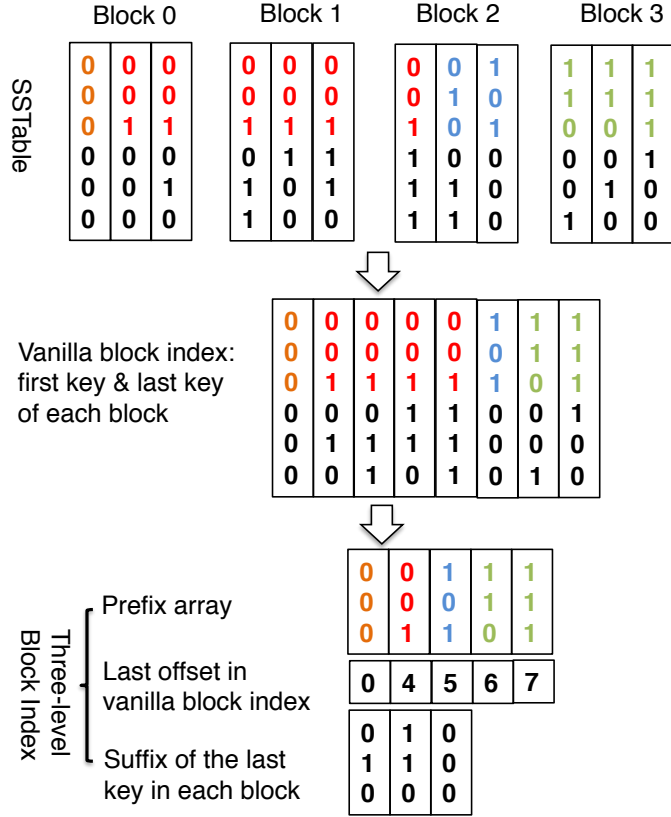 Block 0 Block 1 Block 2 Block 3
SSTable
0 0 0 0 0 0 0 0 1 1 1 1
0 0 0 0 0 0 0 1 0 1 1 1
0 1 1 1 1 1 1 0 1 0 0 1
0 0 0 0 1 1 1 0 0 0 0 1
0 0 1 1 0 1 1 1 0 0 1 0
0 0 0 1 0 0 1 1 0 1 0 0
Vanilla block index:
first key & last key
of each block
0 0 0 0 0 1 1 1
0 0 0 0 0 0 1 1
0 1 1 1 1 1 0 1
0 0 0 1 1 0 0 1
0 1 1 1 1 0 0 0
0 0 1 0 1 0 1 0
Three-level
Block Index
Prefix array
0 0 1 1 1
0 0 0 1 1
0 1 1 0 1
Last offset in
vanilla block index
0 4 5 6 7
Suffix of the last
key in each block
0 1 0
1 1 0
0 0 0